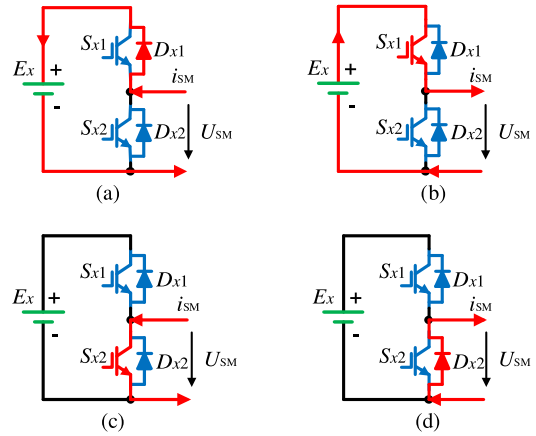 Sx1 Dx1
iSM
Ex + -
Sx2 Dx2 USM
(a)
Sx1 Dx1
iSM
Ex + -
Sx2 Dx2 USM
(b)
Sx1 Dx1
iSM
Ex + -
Sx2 Dx2 USM
(c)
Sx1 Dx1
iSM
Ex + -
Sx2 Dx2 USM
(d)